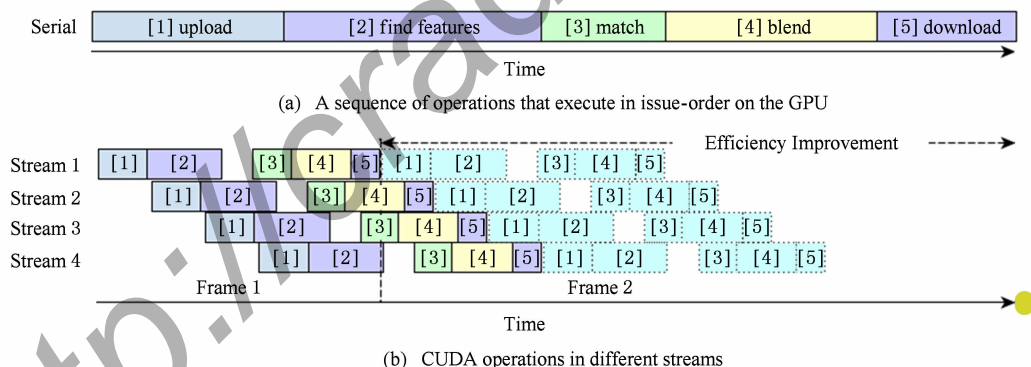 Serial [1] upload [2] find features [3] match [4] blend [5] download
Time
(a) A sequence of operations that execute in issue-order on the GPU
Efficiency Improvement
Stream 1 [1] [2] [3] [4] [5] [1] [2] [3] [4] [5]
Stream 2 [1] [2] [3] [4] [5] [1] [2] [3] [4] [5]
Stream 3 [1] [2] [3] [4] [5] [1] [2] [3] [4] [5]
Stream 4 [1] [2] [3] [4] [5] [1] [2] [3] [4] [5]
Frame 1 Frame 2
Time
(b) CUDA operations in different streams
tp://crac